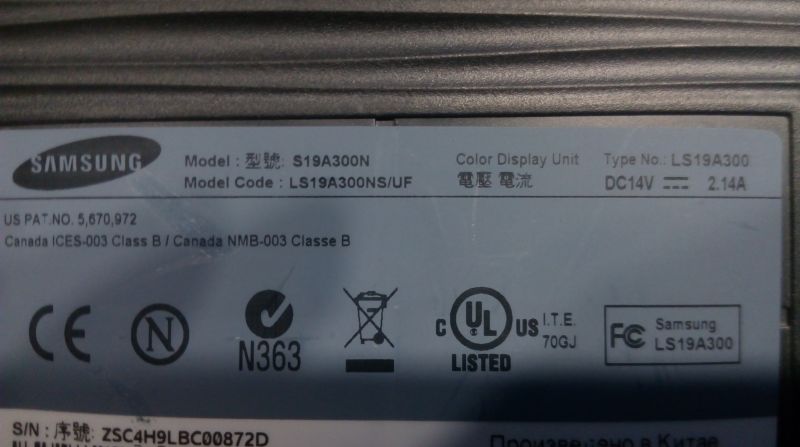 SAMSUNG
Model : 型號: S19A300N
Model Code : LS19A300NS/UF
Color Display Unit
電壓 電流
Type No.: LS19A300
DC14V ⎓ 2.14A
US PAT.NO. 5,670,972
Canada ICES-003 Class B / Canada NMB-003 Classe B
CE
N
N363
C UL US
LISTED
I.T.E.
70GJ
FC
Samsung
LS19A300
S/N : 序號: ZSC4H9LBC00872D
Произведено в Китае